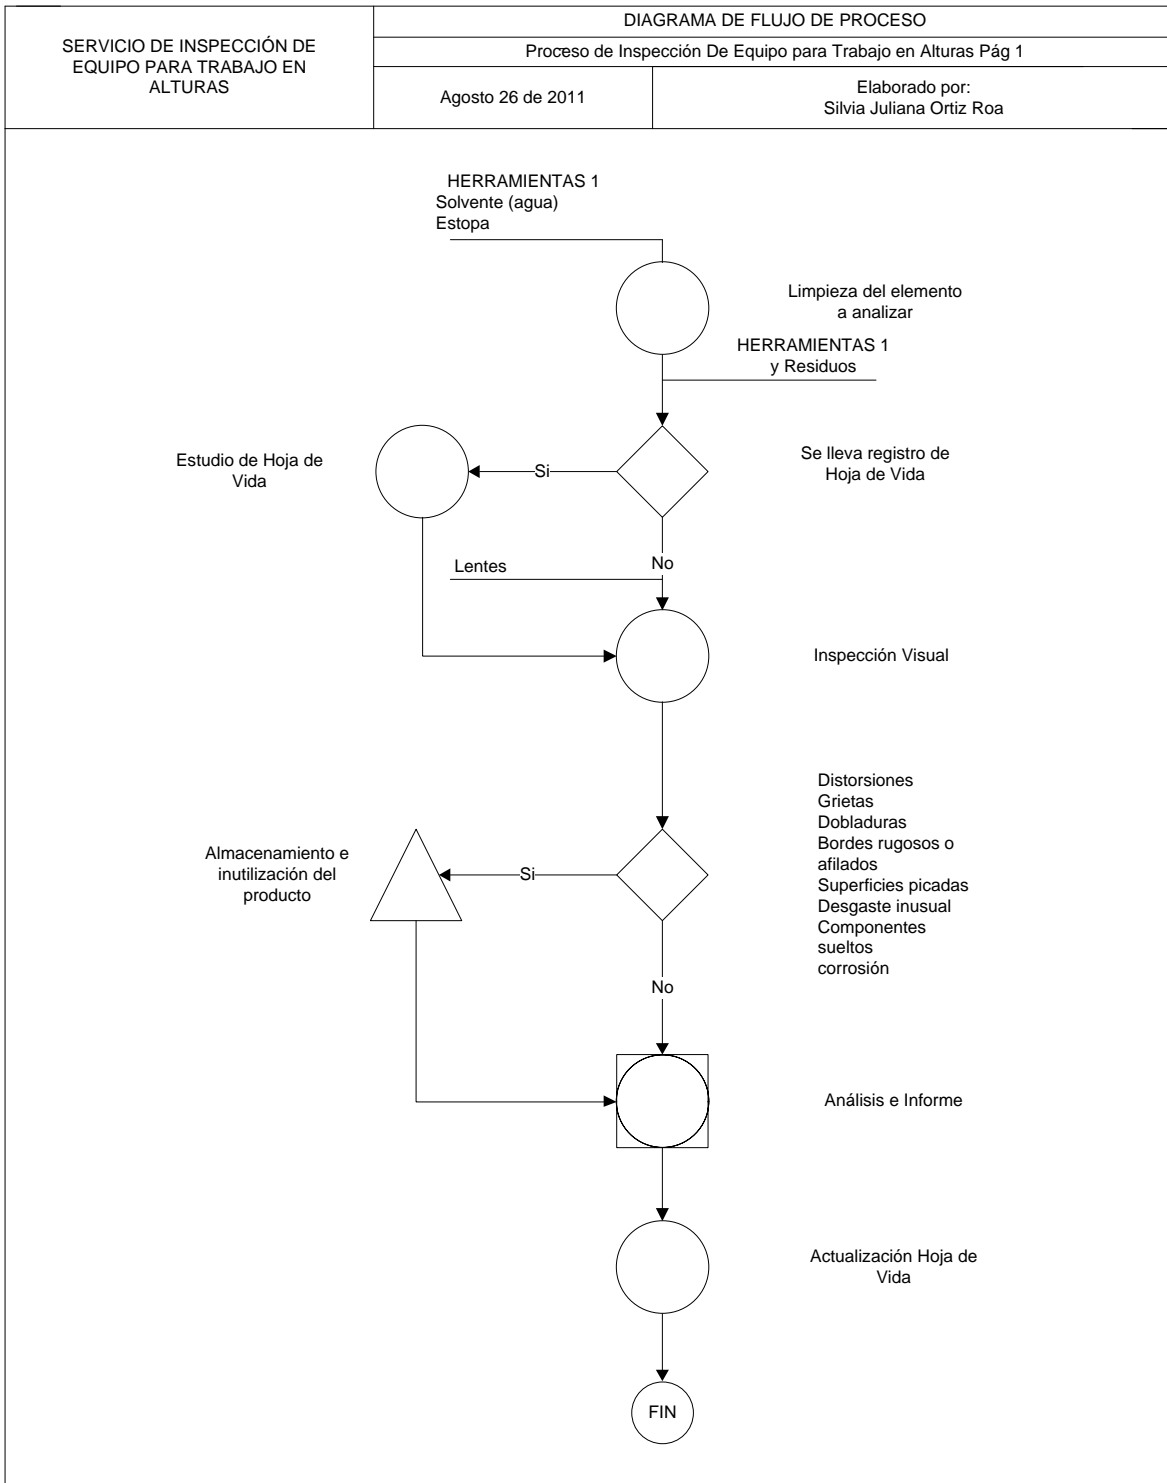 SERVICIO DE INSPECCIÓN DE
EQUIPO PARA TRABAJO EN
ALTURAS
DIAGRAMA DE FLUJO DE PROCESO
Proceso de Inspección De Equipo para Trabajo en Alturas Pág 1
Agosto 26 de 2011
Elaborado por:
Silvia Juliana Ortiz Roa
HERRAMIENTAS 1
Solvente (agua)
Estopa
Limpieza del elemento
a analizar
HERRAMIENTAS 1
y Residuos
Estudio de Hoja de
Vida
Si
Se lleva registro de
Hoja de Vida
Lentes
No
Inspección Visual
Distorsiones
Grietas
Dobladuras
Bordes rugosos o
afilados
Superficies picadas
Desgaste inusual
Componentes
sueltos
corrosión
Almacenamiento e
inutilización del
producto
Si
No
Análisis e Informe
Actualización Hoja de
Vida
FIN